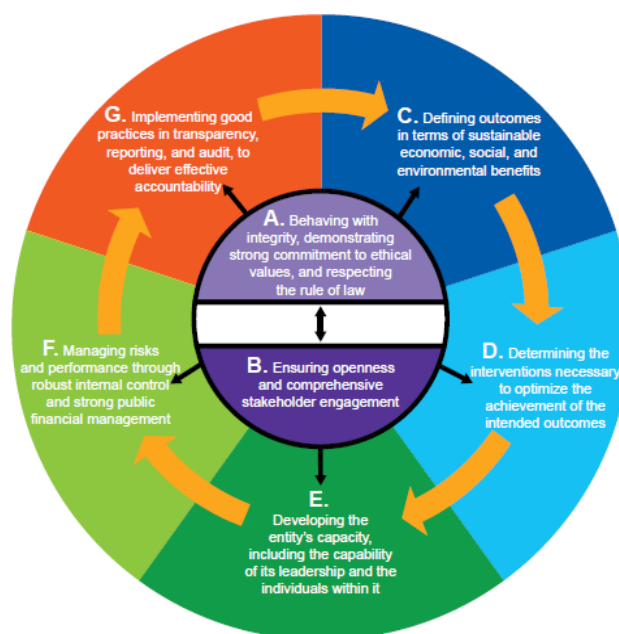 A. Behaving with
integrity, demonstrating
strong commitment to ethical
values, and respecting
the rule of law
B. Ensuring openness
and comprehensive
stakeholder engagement
C. Defining outcomes
in terms of sustainable
economic, social, and
environmental benefits
D. Determining the
interventions necessary
to optimize the
achievement of the
intended outcomes
E.
Developing the
entity's capacity,
including the capability
of its leadership and the
individuals within it
F. Managing risks
and performance through
robust internal control
and strong public
financial management
G. Implementing good
practices in transparency,
reporting, and audit, to
deliver effective
accountability